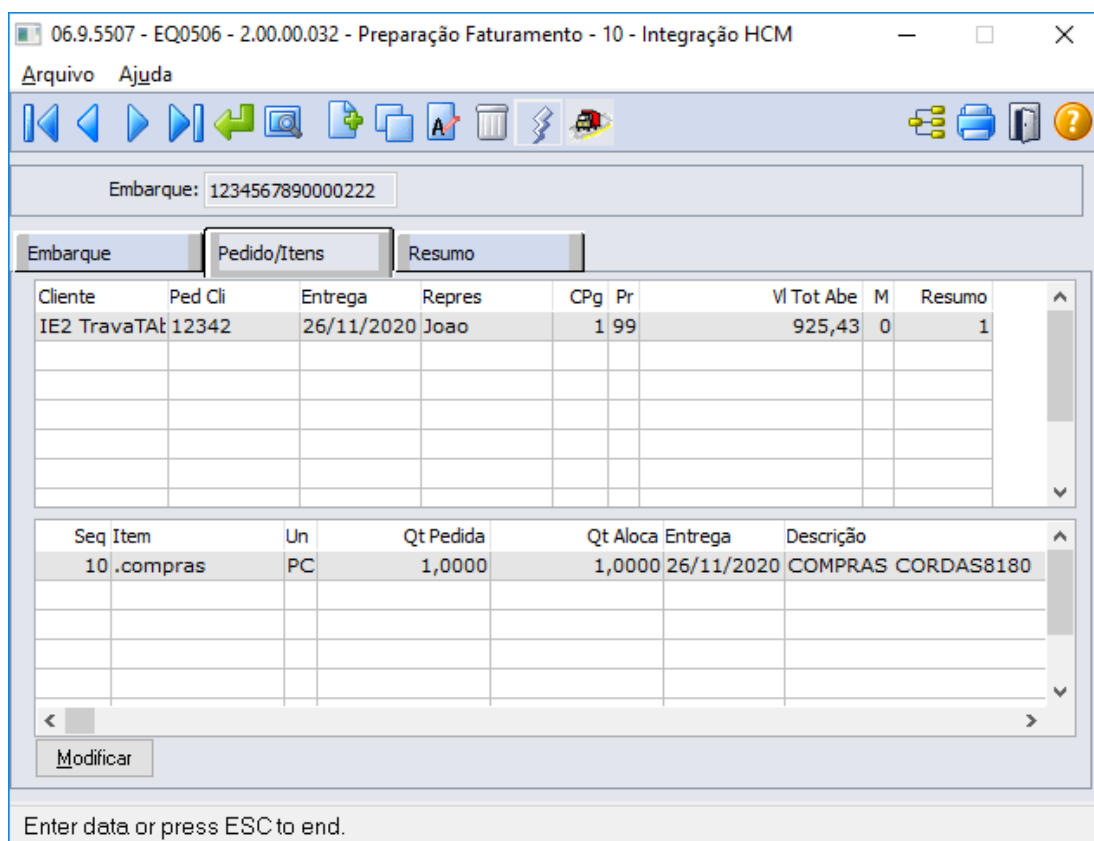 06.9.5507 - EQ0506 - 2.00.00.032 - Preparação Faturamento - 10 - Integração HCM
Arquivo Ajuda
Embarque: 1234567890000222
Embarque Pedido/Itens Resumo
Cliente Ped Cli Entrega Repres CPg Pr Vl Tot Abe M Resumo
IE2 TravaTAb 12342 26/11/2020 Joao 1 99 925,43 0 1
Seq Item Un Qt Pedida Qt Aloca Entrega Descrição
10 .compras PC 1,0000 1,0000 26/11/2020 COMPRAS CORDAS8180
Modificar
Enter data or press ESC to end.